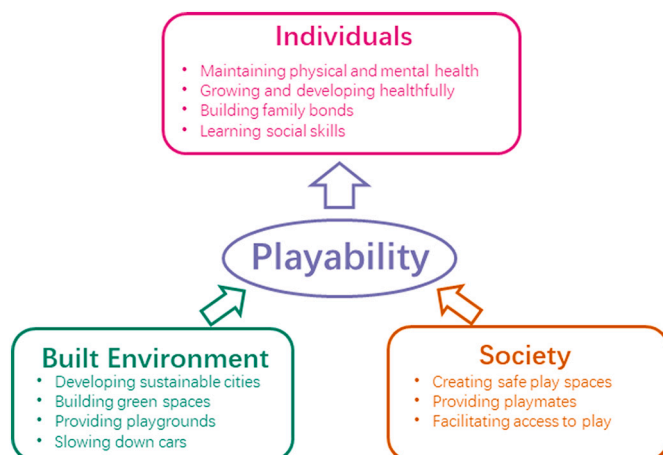 Individuals
• Maintaining physical and mental health
• Growing and developing healthfully
• Building family bonds
• Learning social skills
Playability
Built Environment
• Developing sustainable cities
• Building green spaces
• Providing playgrounds
• Slowing down cars
Society
• Creating safe play spaces
• Providing playmates
• Facilitating access to play